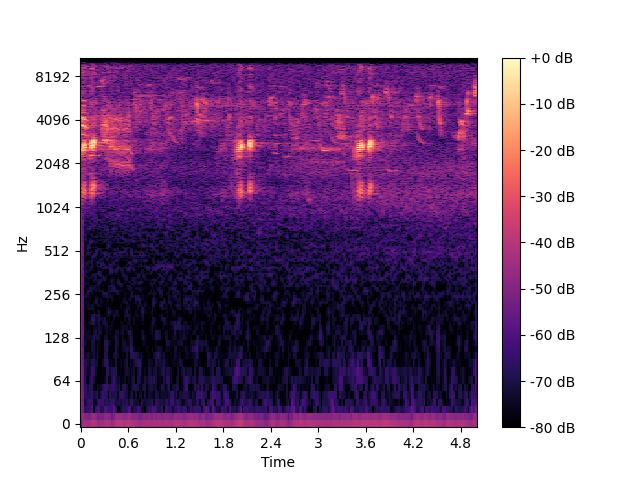 8192
4096
2048
1024
512
256
128
64
0
Hz
0
0.6
1.2
1.8
2.4
3
3.6
4.2
4.8
Time
+0 dB
-10 dB
-20 dB
-30 dB
-40 dB
-50 dB
-60 dB
-70 dB
-80 dB